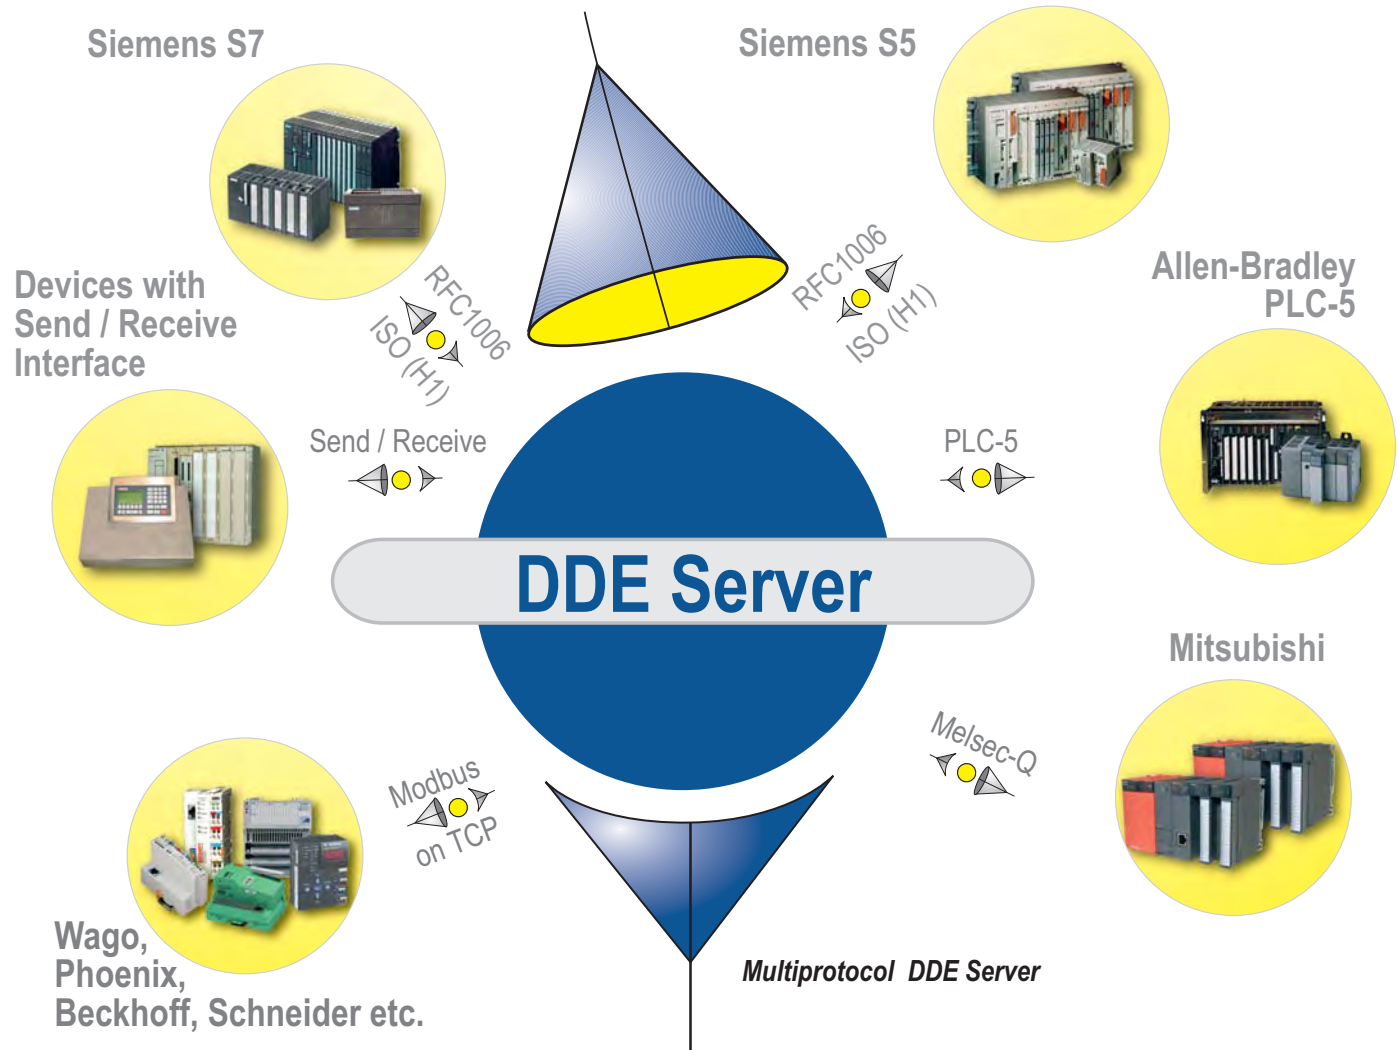 Siemens S7
Siemens S5
RFC1006
ISO (H1)
RFC1006
ISO (H1)
Devices with
Send / Receive
Interface
Allen-Bradley
PLC-5
Send / Receive
PLC-5
DDE Server
Mitsubishi
Melsec-Q
Modbus
on TCP
Wago,
Phoenix,
Beckhoff, Schneider etc.
Multiprotocol DDE Server